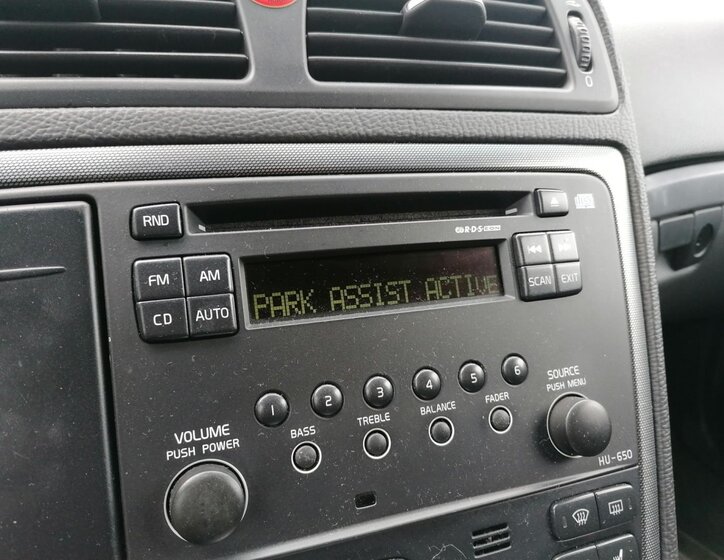 RND
R·D·S·EON
FM AM
SCAN EXIT
CD AUTO
PARK ASSIST ACTIVE
1 2 3 4 5 6
VOLUME
PUSH POWER
BASS TREBLE BALANCE FADER
SOURCE
PUSH MENU
HU-650